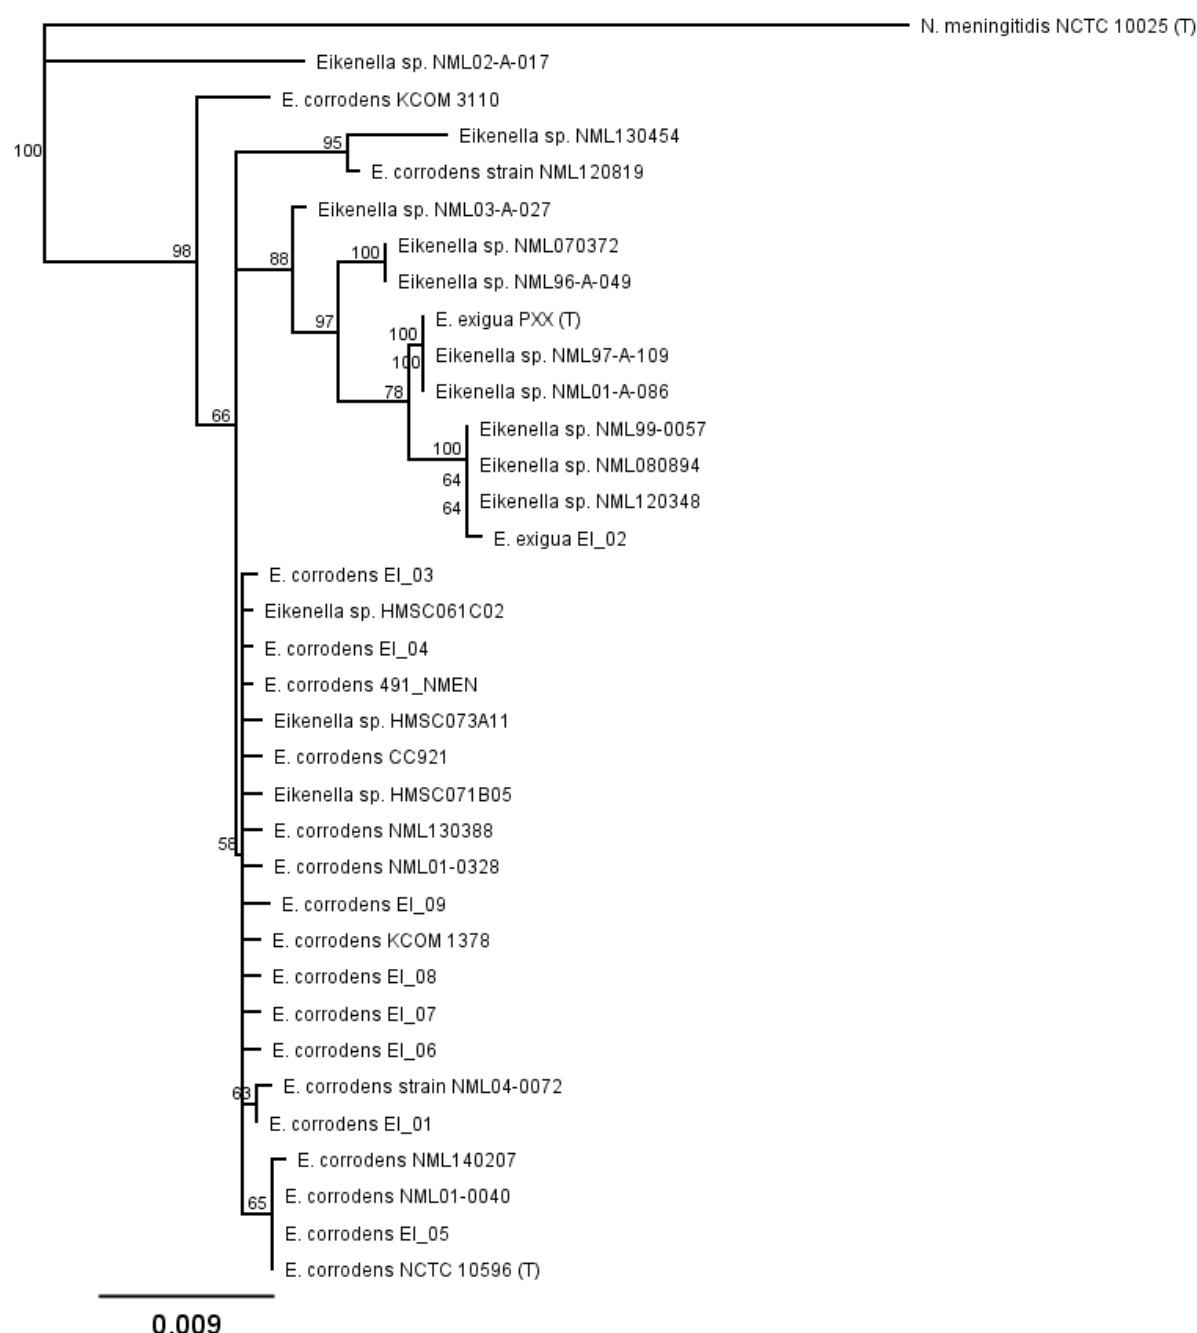 N. meningitidis NCTC 10025 (T)
Eikenella sp. NML02-A-017
E. corrodens KCOM 3110
Eikenella sp. NML130454
95
100
E. corrodens strain NML120819
Eikenella sp. NML03-A-027
Eikenella sp. NML070372
98
100
88
Eikenella sp. NML96-A-049
E. exigua PXX (T)
97
100
Eikenella sp. NML97-A-109
100
Eikenella sp. NML01-A-086
78
66
Eikenella sp. NML99-0057
100
Eikenella sp. NML080894
64
Eikenella sp. NML120348
64
E. exigua EI_02
E. corrodens EI_03
Eikenella sp. HMSC061C02
E. corrodens EI_04
E. corrodens 491_NMEN
Eikenella sp. HMSC073A11
E. corrodens CC921
Eikenella sp. HMSC071B05
E. corrodens NML130388
58
E. corrodens NML01-0328
E. corrodens EI_09
E. corrodens KCOM 1378
E. corrodens EI_08
E. corrodens EI_07
E. corrodens EI_06
E. corrodens strain NML04-0072
63
E. corrodens EI_01
E. corrodens NML140207
E. corrodens NML01-0040
65
E. corrodens EI_05
E. corrodens NCTC 10596 (T)
0.009